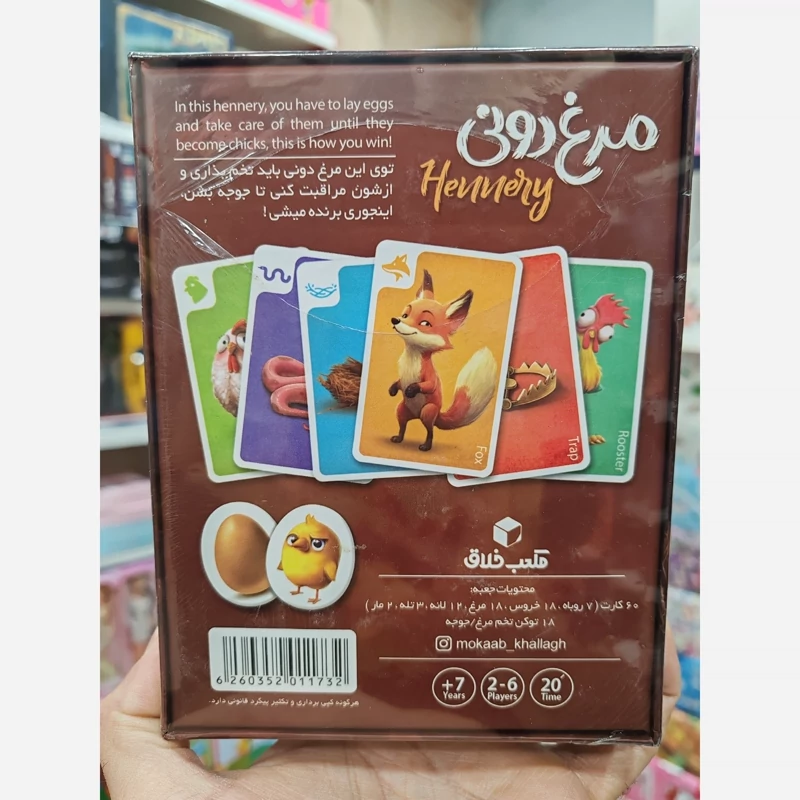 In this hennery, you have to lay eggs
and take care of them until they
become chicks, this is how you win!
مرغ دونی
Hennery
توی این مرغ دونی باید تخم بذاری و
ازشون مراقبت کنی تا جوجه بشن،
اینجوری برنده میشی!
Fox
Trap
Rooster
مکعب خلاق
محتویات جعبه:
۶۰ کارت ( ۷ روباه، ۱۸ خروس، ۱۸ مرغ، ۱۲ لانه، ۳ تله، ۲ مار )
۱۸ توکن تخم مرغ/جوجه
mokaab_khallagh
6 260352 011732
هرگونه کپی برداری و تکثیر پیگرد قانونی دارد.
+7
Years
2-6
Players
20′
Time